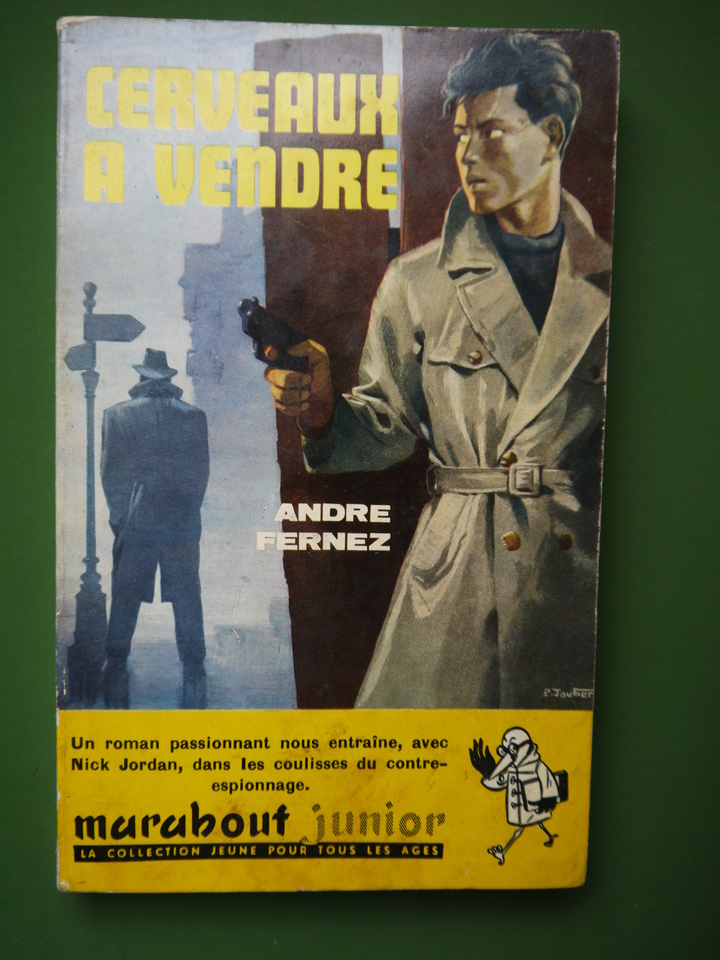 CERVEAUX
A VENDRE
ANDRE
FERNEZ
P. Joubert
Un roman passionnant nous entraîne, avec
Nick Jordan, dans les coulisses du contre-
espionnage.
marabout junior
LA COLLECTION JEUNE POUR TOUS LES AGES